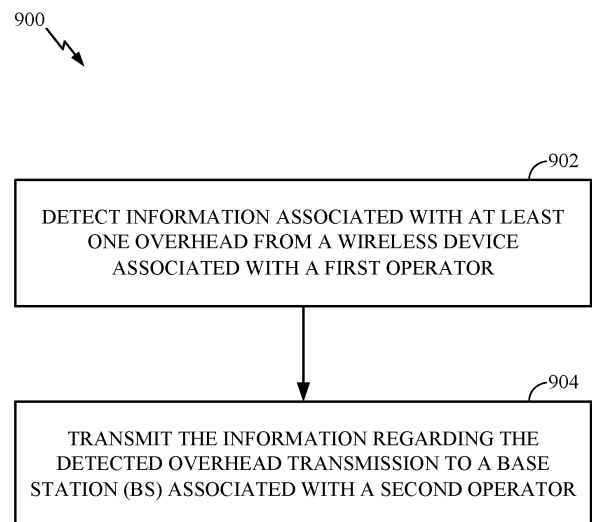 900
902
DETECT INFORMATION ASSOCIATED WITH AT LEAST
ONE OVERHEAD FROM A WIRELESS DEVICE
ASSOCIATED WITH A FIRST OPERATOR
904
TRANSMIT THE INFORMATION REGARDING THE
DETECTED OVERHEAD TRANSMISSION TO A BASE
STATION (BS) ASSOCIATED WITH A SECOND OPERATOR